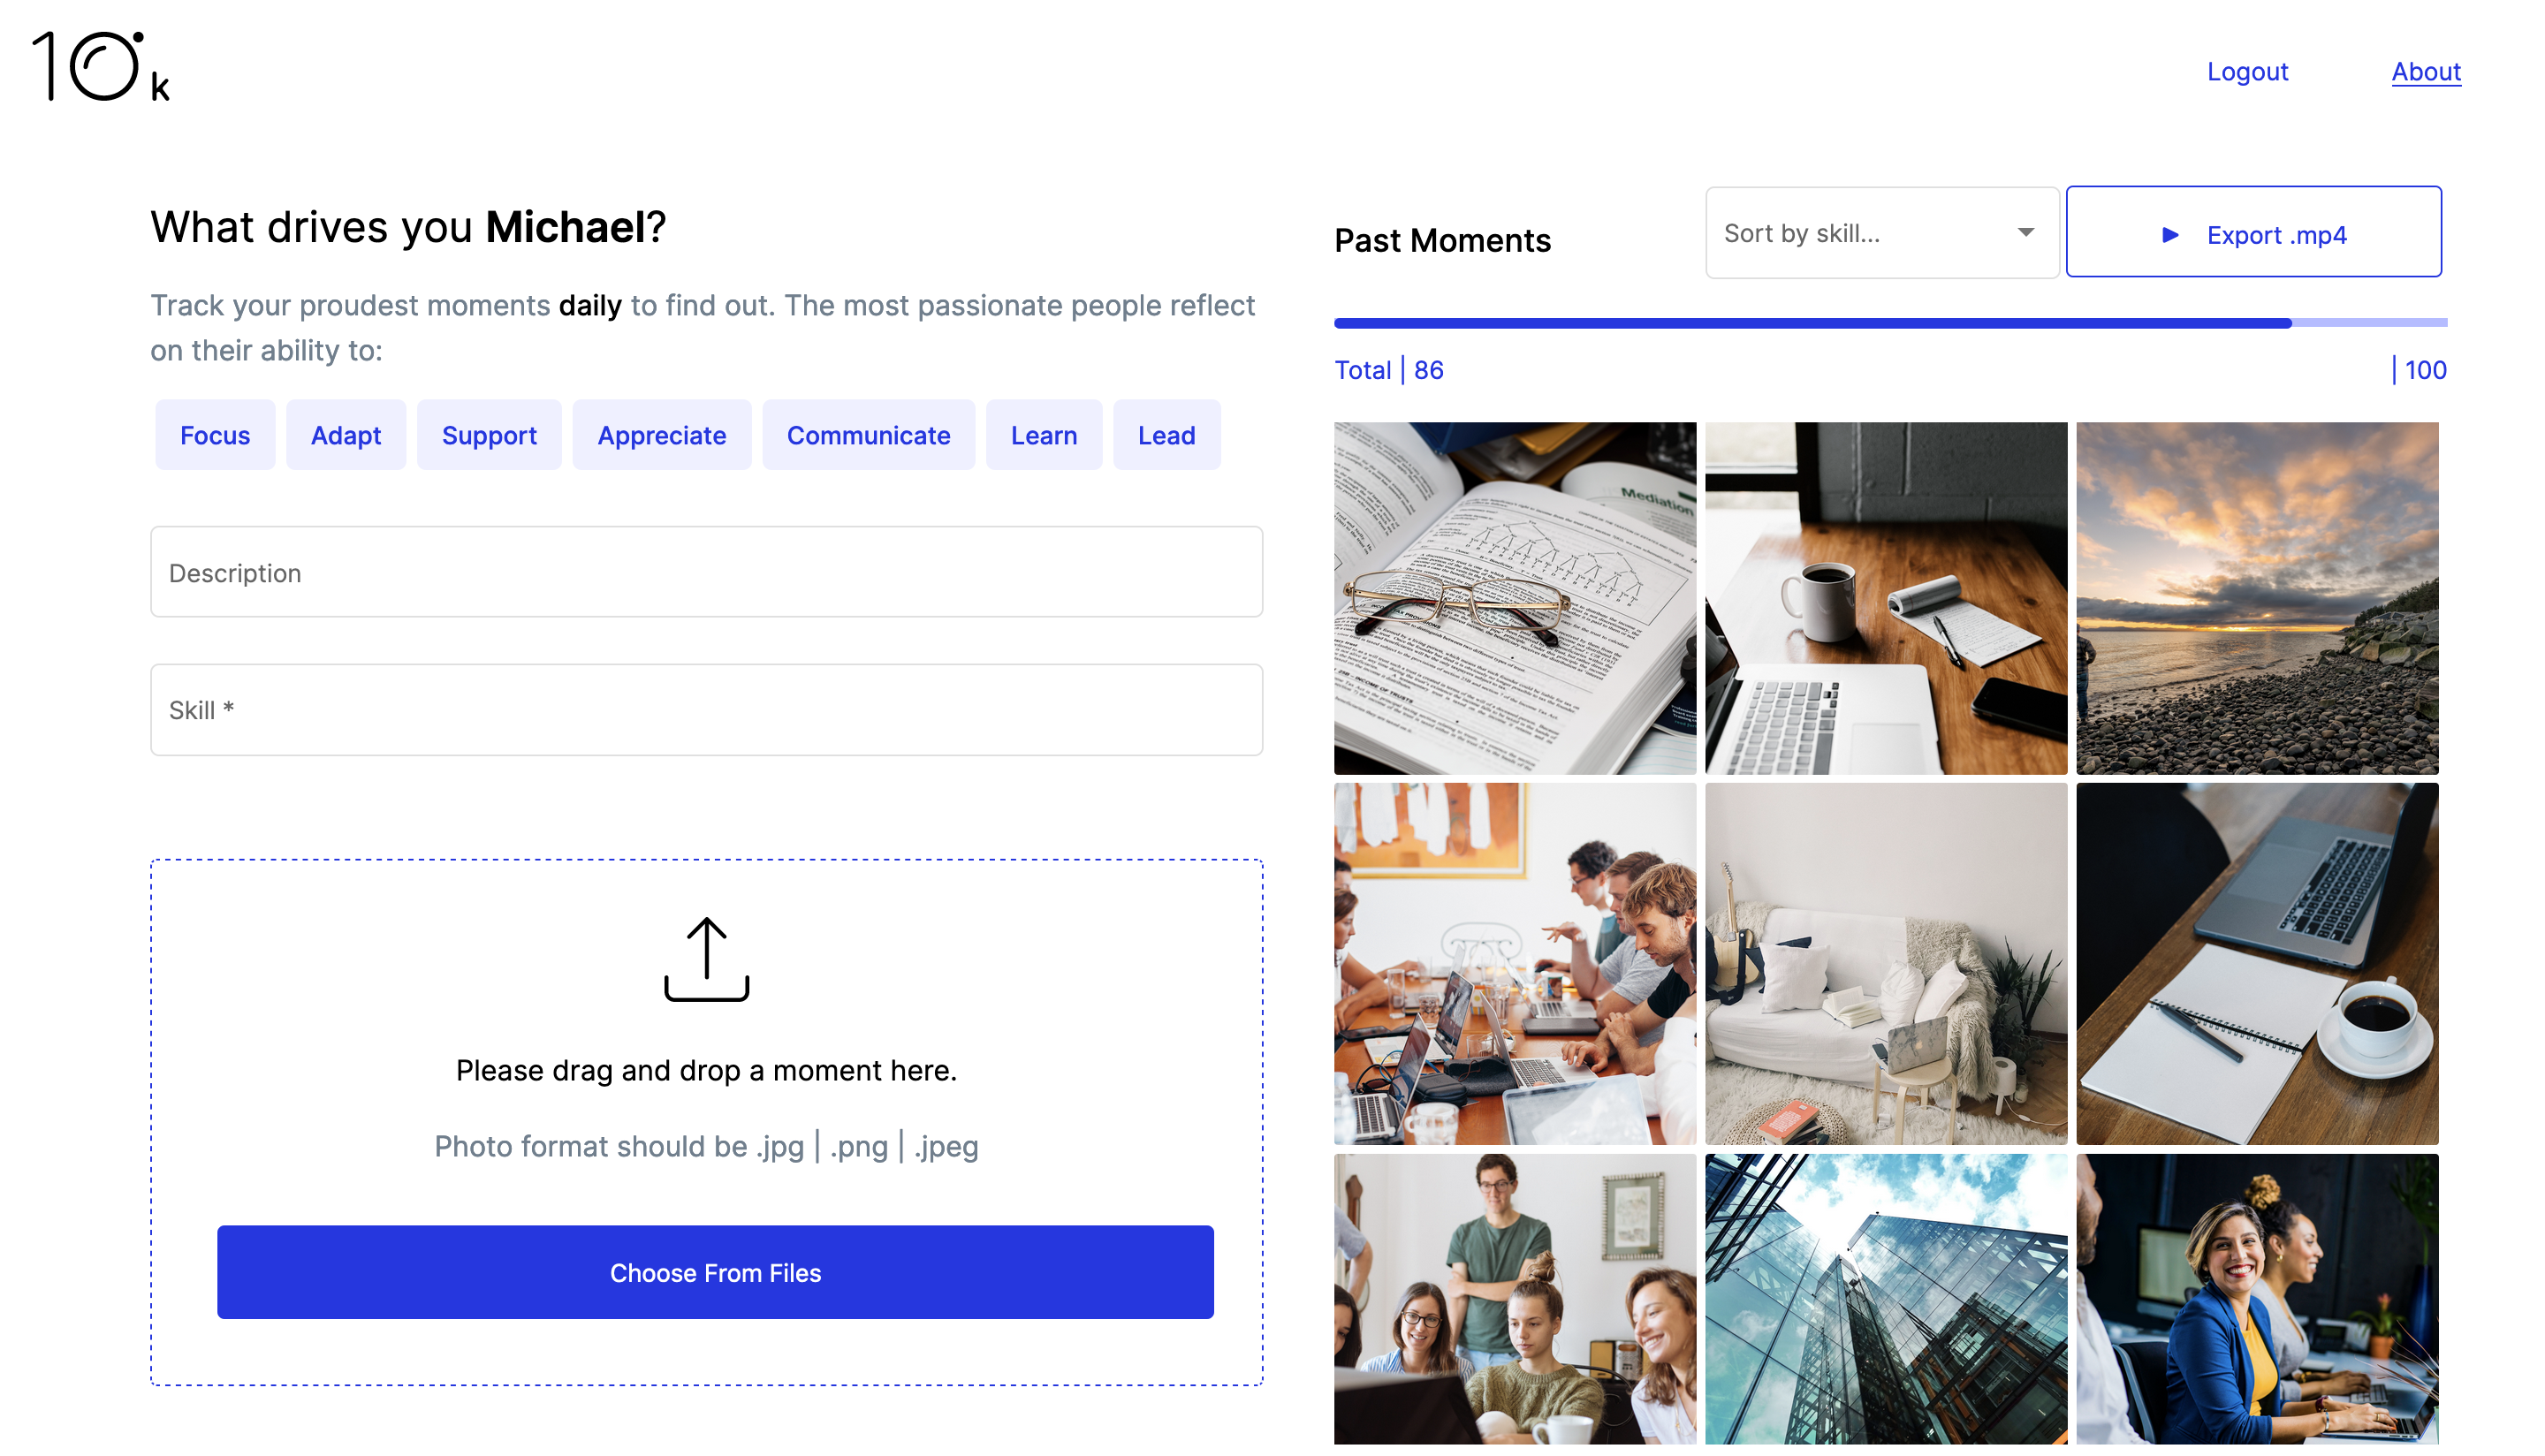 10k
Logout
About
What drives you Michael?
Track your proudest moments daily to find out. The most passionate people reflect
on their ability to:
Focus
Adapt
Support
Appreciate
Communicate
Learn
Lead
Description
Skill *
Please drag and drop a moment here.
Photo format should be .jpg | .png | .jpeg
Choose From Files
Past Moments
Sort by skill...
Export .mp4
Total | 86
| 100
Mediation